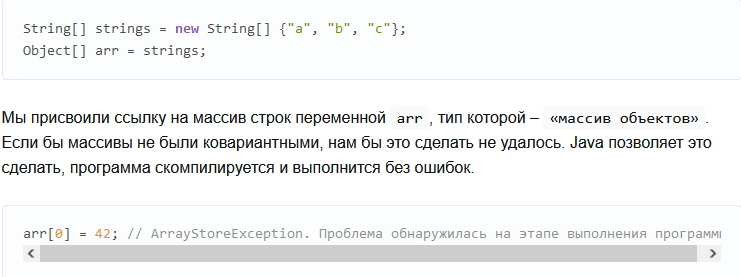 String[] strings = new String[] {"a", "b", "c"};
Object[] arr = strings;
Мы присвоили ссылку на массив строк переменной arr, тип которой – «массив объектов».
Если бы массивы не были ковариантными, нам бы это сделать не удалось. Java позволяет это
сделать, программа скомпилируется и выполнится без ошибок.
arr[0] = 42; // ArrayStoreException. Проблема обнаружилась на этапе выполнения